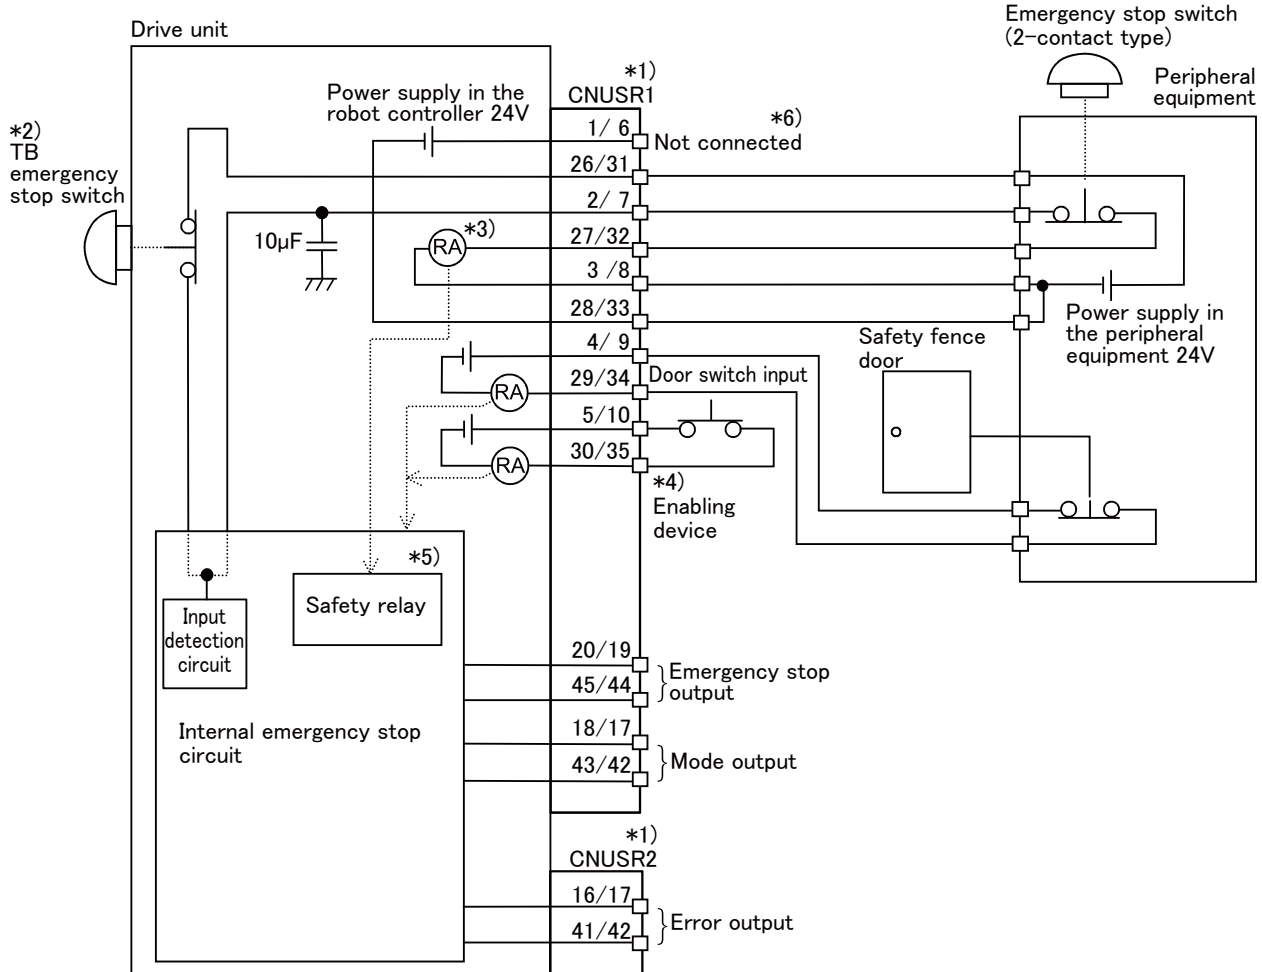 Emergency stop switch
(2-contact type)
Drive unit
*1)
CNUSR1
Peripheral
equipment
Power supply in the
robot controller 24V
*2)
TB
emergency
stop switch
1/ 6
*6)
Not connected
26/31
2/ 7
10μF
RA
*3)
27/32
3 /8
28/33
Power supply in
the peripheral
equipment 24V
4/ 9
Safety fence
door
RA
29/34
Door switch input
5/10
RA
30/35
*4)
Enabling
device
*5)
Safety relay
Input
detection
circuit
20/19
45/44
Emergency stop
output
Internal emergency stop
circuit
18/17
43/42
Mode output
*1)
CNUSR2
16/17
41/42
Error output